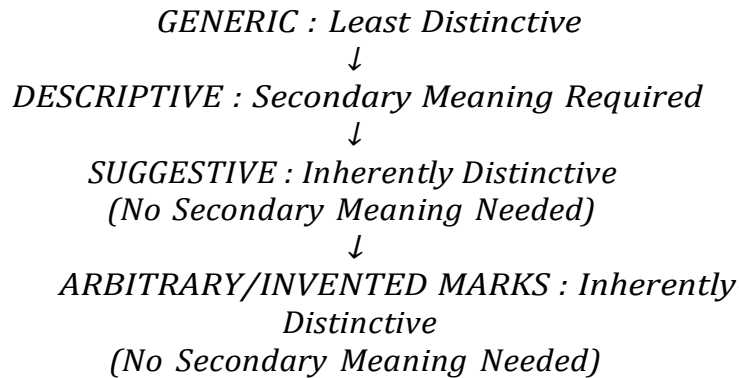 GENERIC : Least Distinctive
↓
DESCRIPTIVE : Secondary Meaning Required
↓
SUGGESTIVE : Inherently Distinctive
(No Secondary Meaning Needed)
↓
ARBITRARY/INVENTED MARKS : Inherently
Distinctive
(No Secondary Meaning Needed)